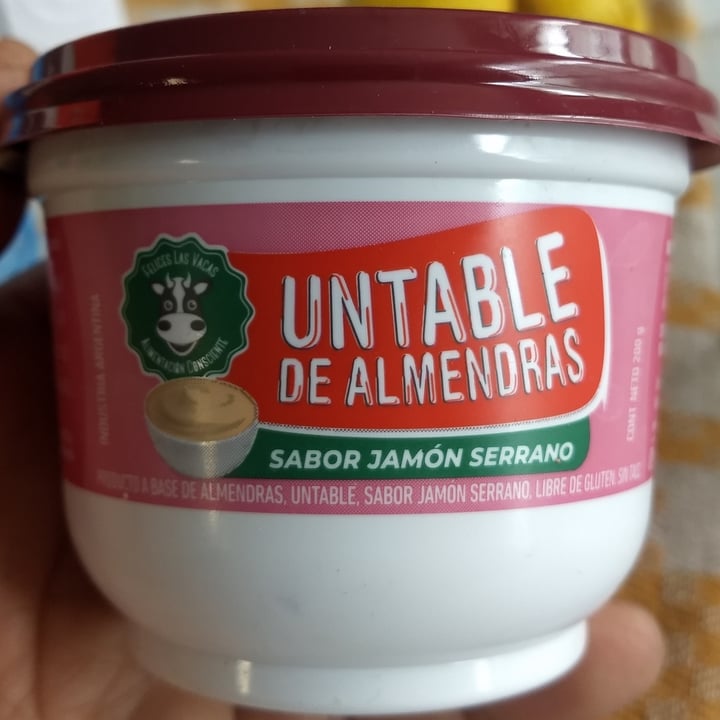 FELICES LAS VACAS
ALIMENTACIÓN CONSCIENTE
UNTABLE
DE ALMENDRAS
SABOR JAMÓN SERRANO
PRODUCTO A BASE DE ALMENDRAS, UNTABLE, SABOR JAMÓN SERRANO, LIBRE DE GLUTEN. SIN TACC
INDUSTRIA ARGENTINA
CONT NETO 200 g